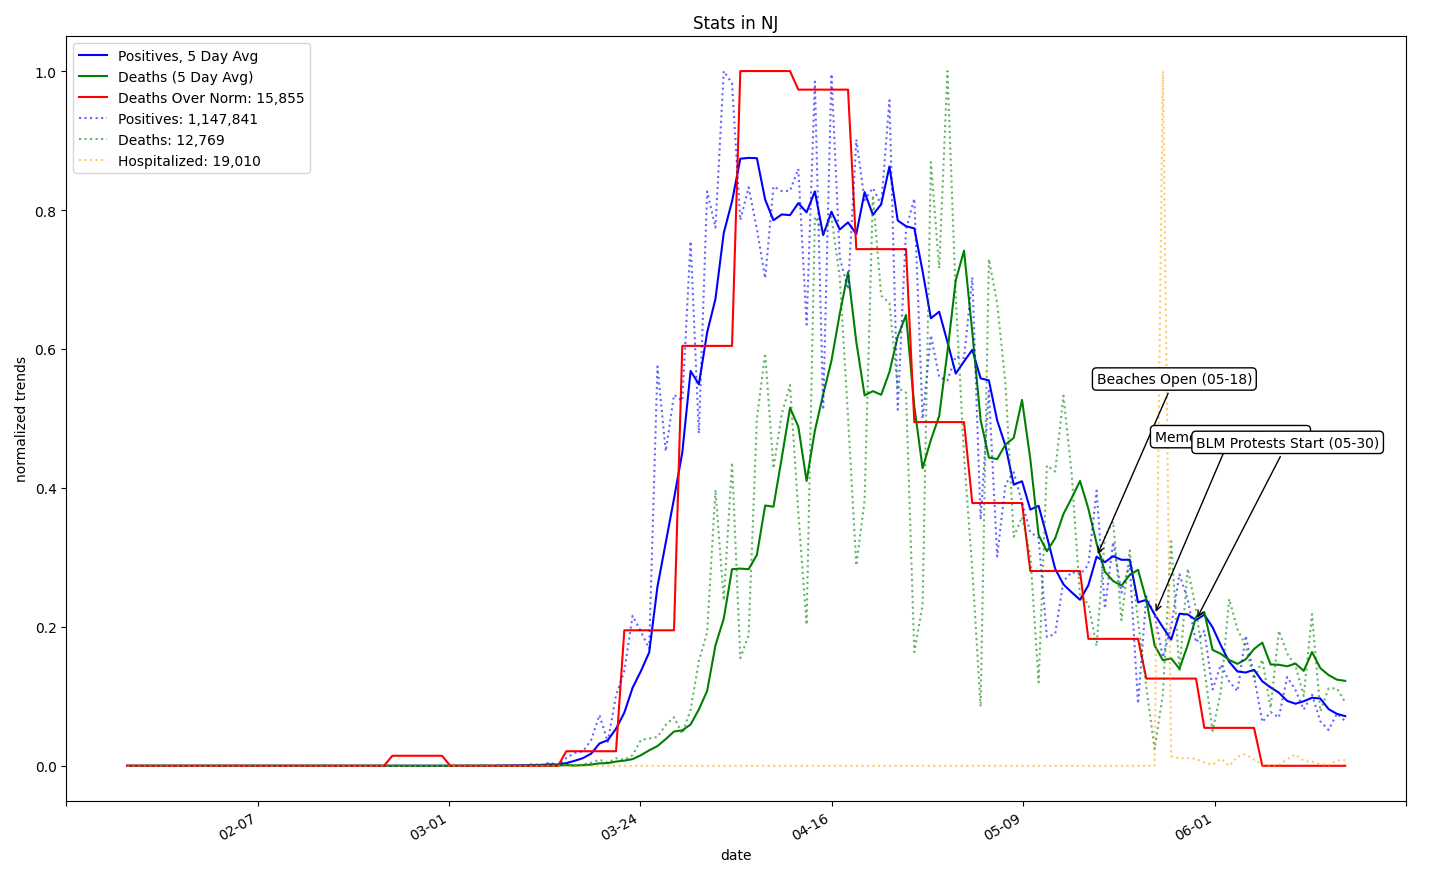 Stats in NJ
Positives, 5 Day Avg
Deaths (5 Day Avg)
Deaths Over Norm: 15,855
Positives: 1,147,841
Deaths: 12,769
Hospitalized: 19,010
normalized trends
1.0
0.8
0.6
0.4
0.2
0.0
Beaches Open (05-18)
BLM Protests Start (05-30)
02-07
03-01
03-24
04-16
05-09
06-01
date